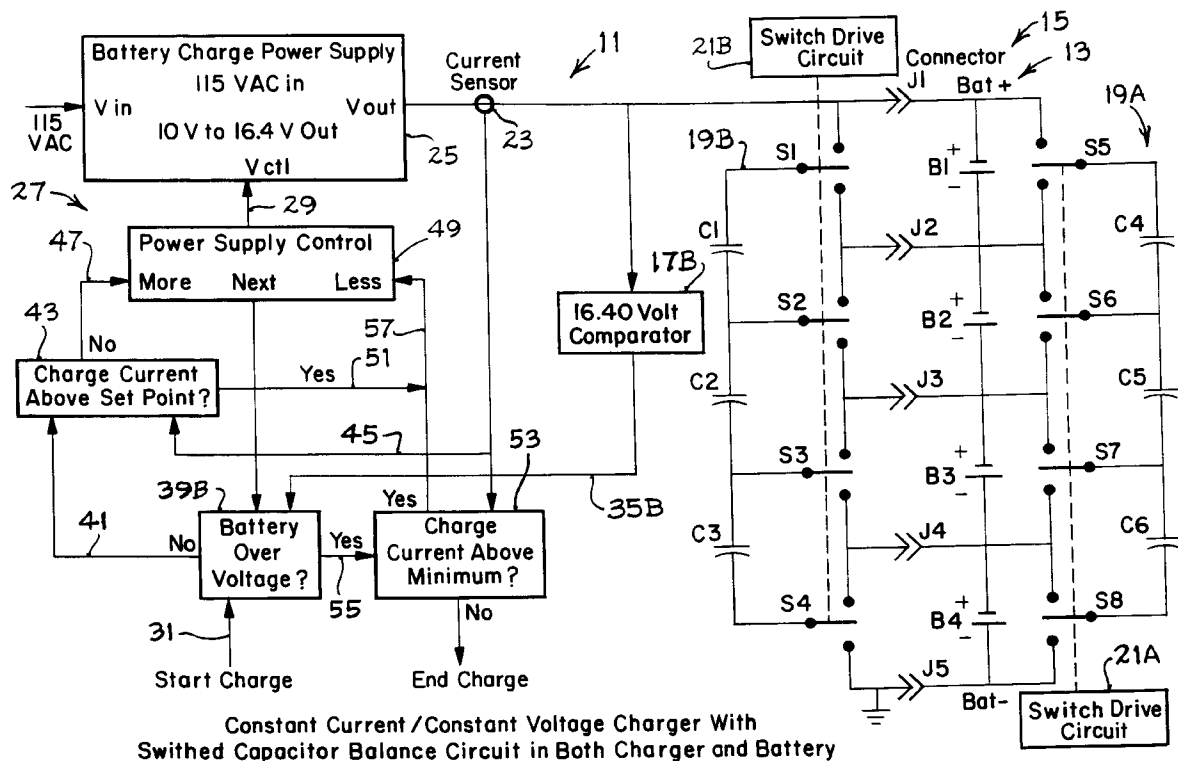 Battery Charge Power Supply
115 VAC in
V in
Vout
10 V to 16.4 V Out
Vctl
115
VAC
25
Current
Sensor
23
11
21B
Switch Drive
Circuit
Connector
15
13
J1
Bat +
19A
27
29
47
Power Supply Control
More Next Less
49
57
43
No
Charge Current
Above Set Point?
Yes
51
45
17B
16.40 Volt
Comparator
35B
39B
Battery
Over
Voltage?
No
41
Yes
55
31
Start Charge
53
Yes
Charge
Current Above
Minimum?
No
End Charge
19B
S1
C1
S2
C2
S3
C3
S4
J2
J3
J4
J5
+
B1
-
+
B2
-
+
B3
-
+
B4
-
Bat-
S5
C4
S6
C5
S7
C6
S8
21A
Switch Drive
Circuit
Constant Current/Constant Voltage Charger With
Swithed Capacitor Balance Circuit in Both Charger and Battery